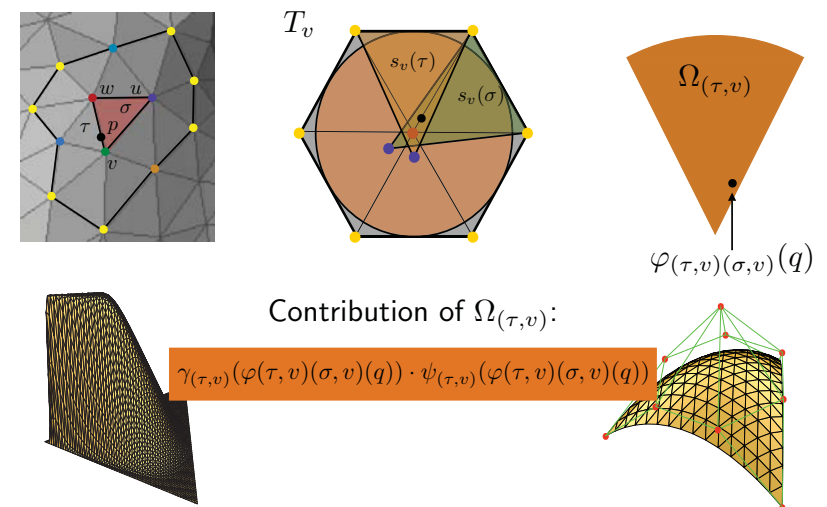 w u
σ
τ p
v
T_v
s_v(τ)
s_v(σ)
Ω_{(τ,v)}
φ_{(τ,v)(σ,v)}(q)
Contribution of Ω_{(τ,v)}:
γ_{(τ,v)}(φ(τ,v)(σ,v)(q)) · ψ_{(τ,v)}(φ(τ,v)(σ,v)(q))